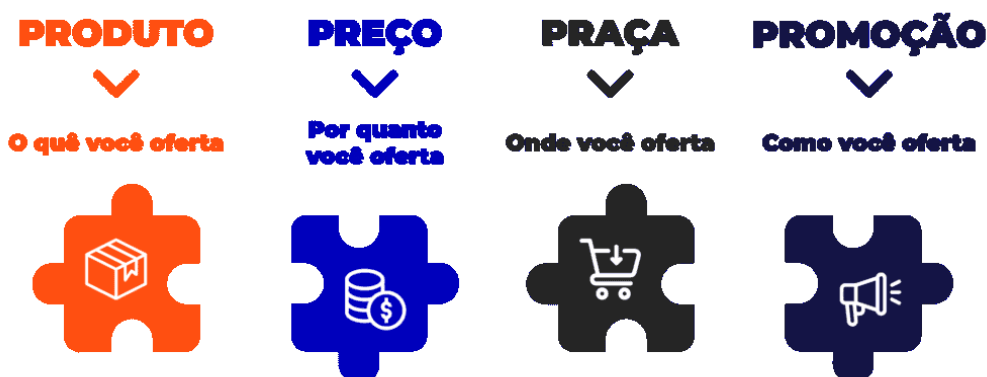 PRODUTO
O quê você oferta
PREÇO
Por quanto
você oferta
PRAÇA
Onde você oferta
PROMOÇÃO
Como você oferta
$